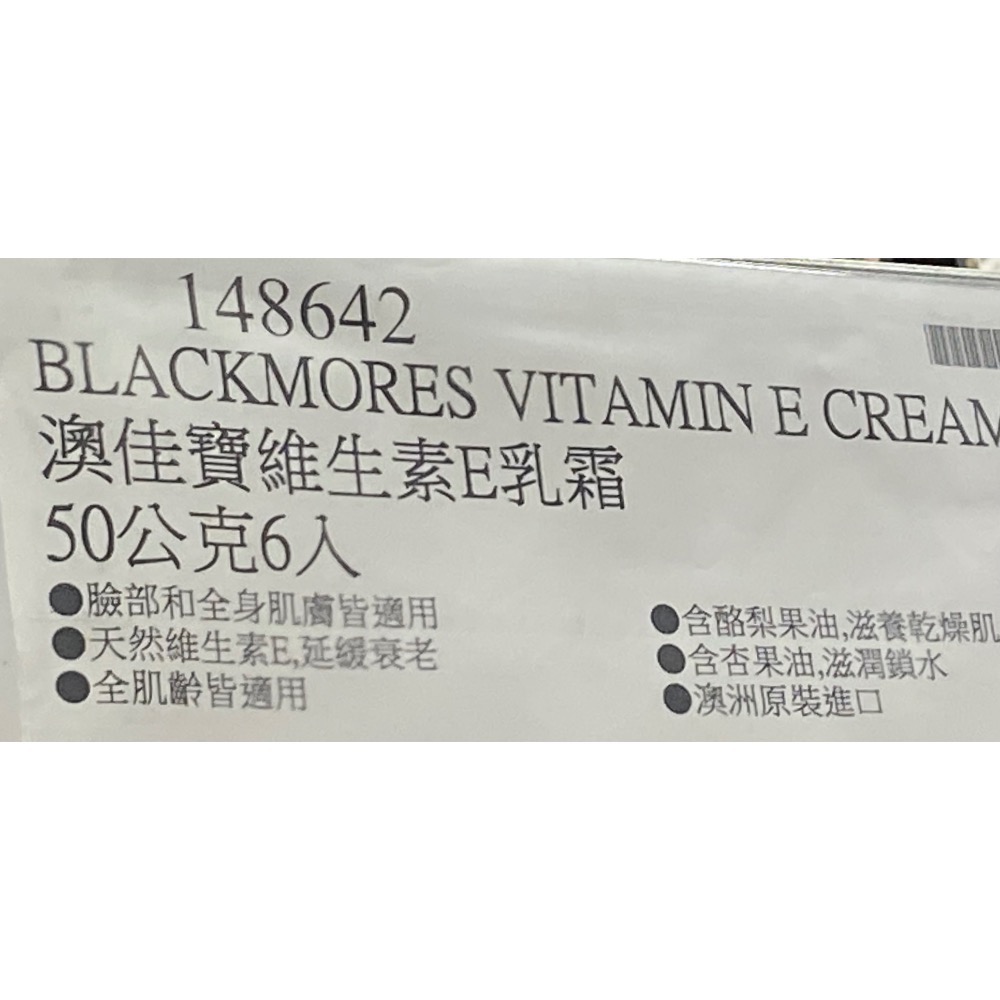 148642
BLACKMORES VITAMIN E CREAM
澳佳寶維生素E乳霜
50公克6入
●臉部和全身肌膚皆適用
●天然維生素E,延緩衰老
●全肌齡皆適用
●含酪梨果油,滋養乾燥肌
●含杏果油,滋潤鎖水
●澳洲原裝進口